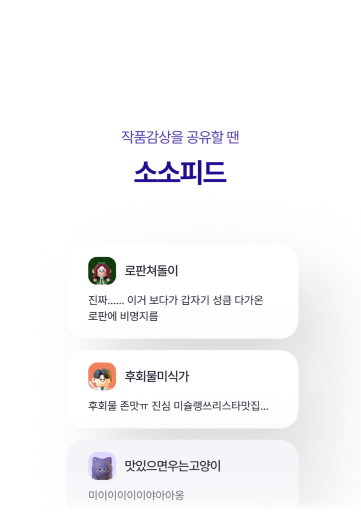 작품감상을 공유할 땐
소소피드
로판쳐돌이
진짜...... 이거 보다가 갑자기 성큼 다가온
로판에 비명지름
후회물미식가
후회물 존맛ㅠ 진심 미슐랭쓰리스타맛집...
맛있으면우는고양이
미이이이이이야아아옹